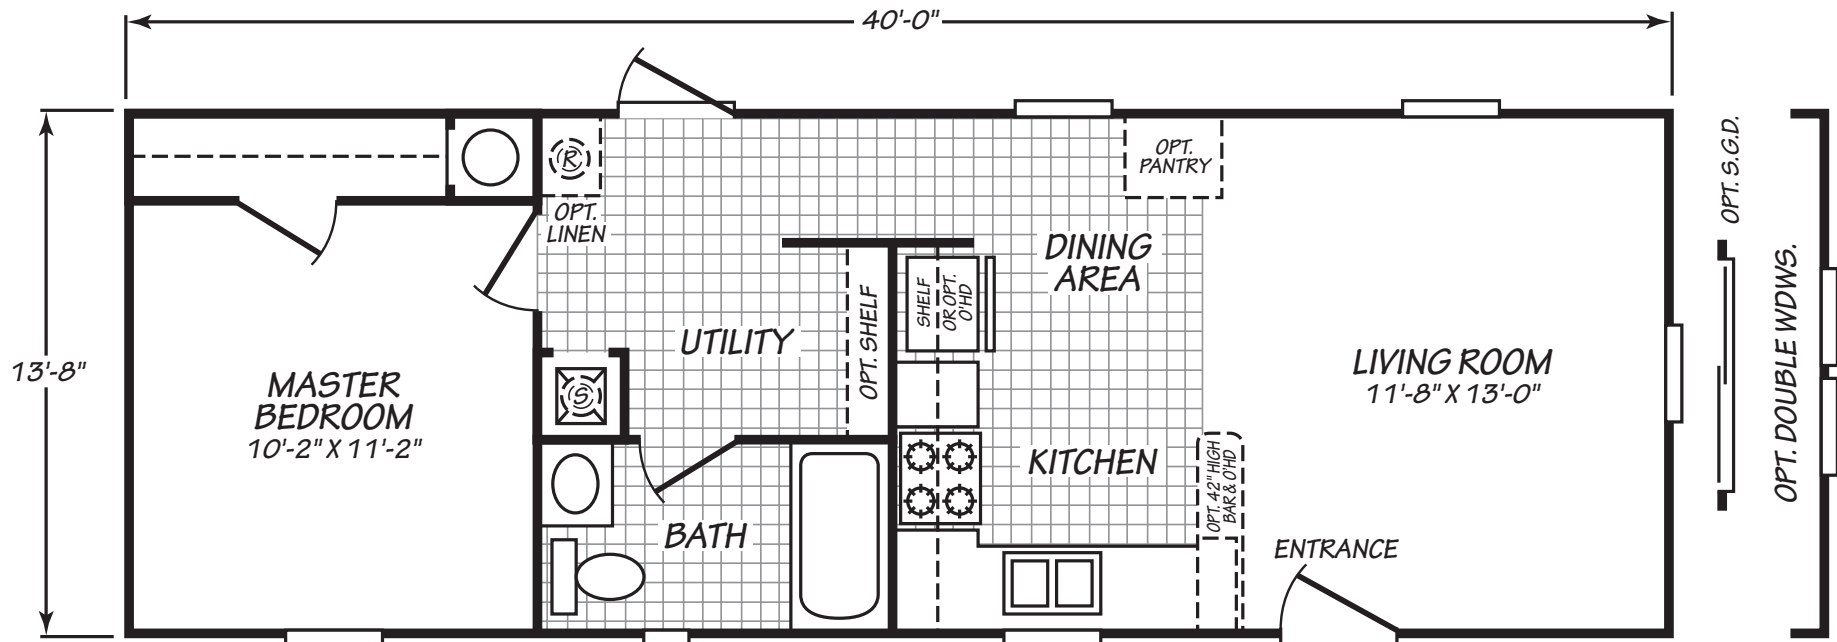 40'-0"
13'-8"
MASTER
BEDROOM
10'-2" X 11'-2"
R
OPT.
LINEN
S
UTILITY
OPT. SHELF
BATH
SHELF
OR OPT.
O'HD
DINING
AREA
OPT.
PANTRY
KITCHEN
OPT. 42" HIGH
BAR & O'HD
LIVING ROOM
11'-8" X 13'-0"
ENTRANCE
OPT. S.G.D.
OPT. DOUBLE WDWS.